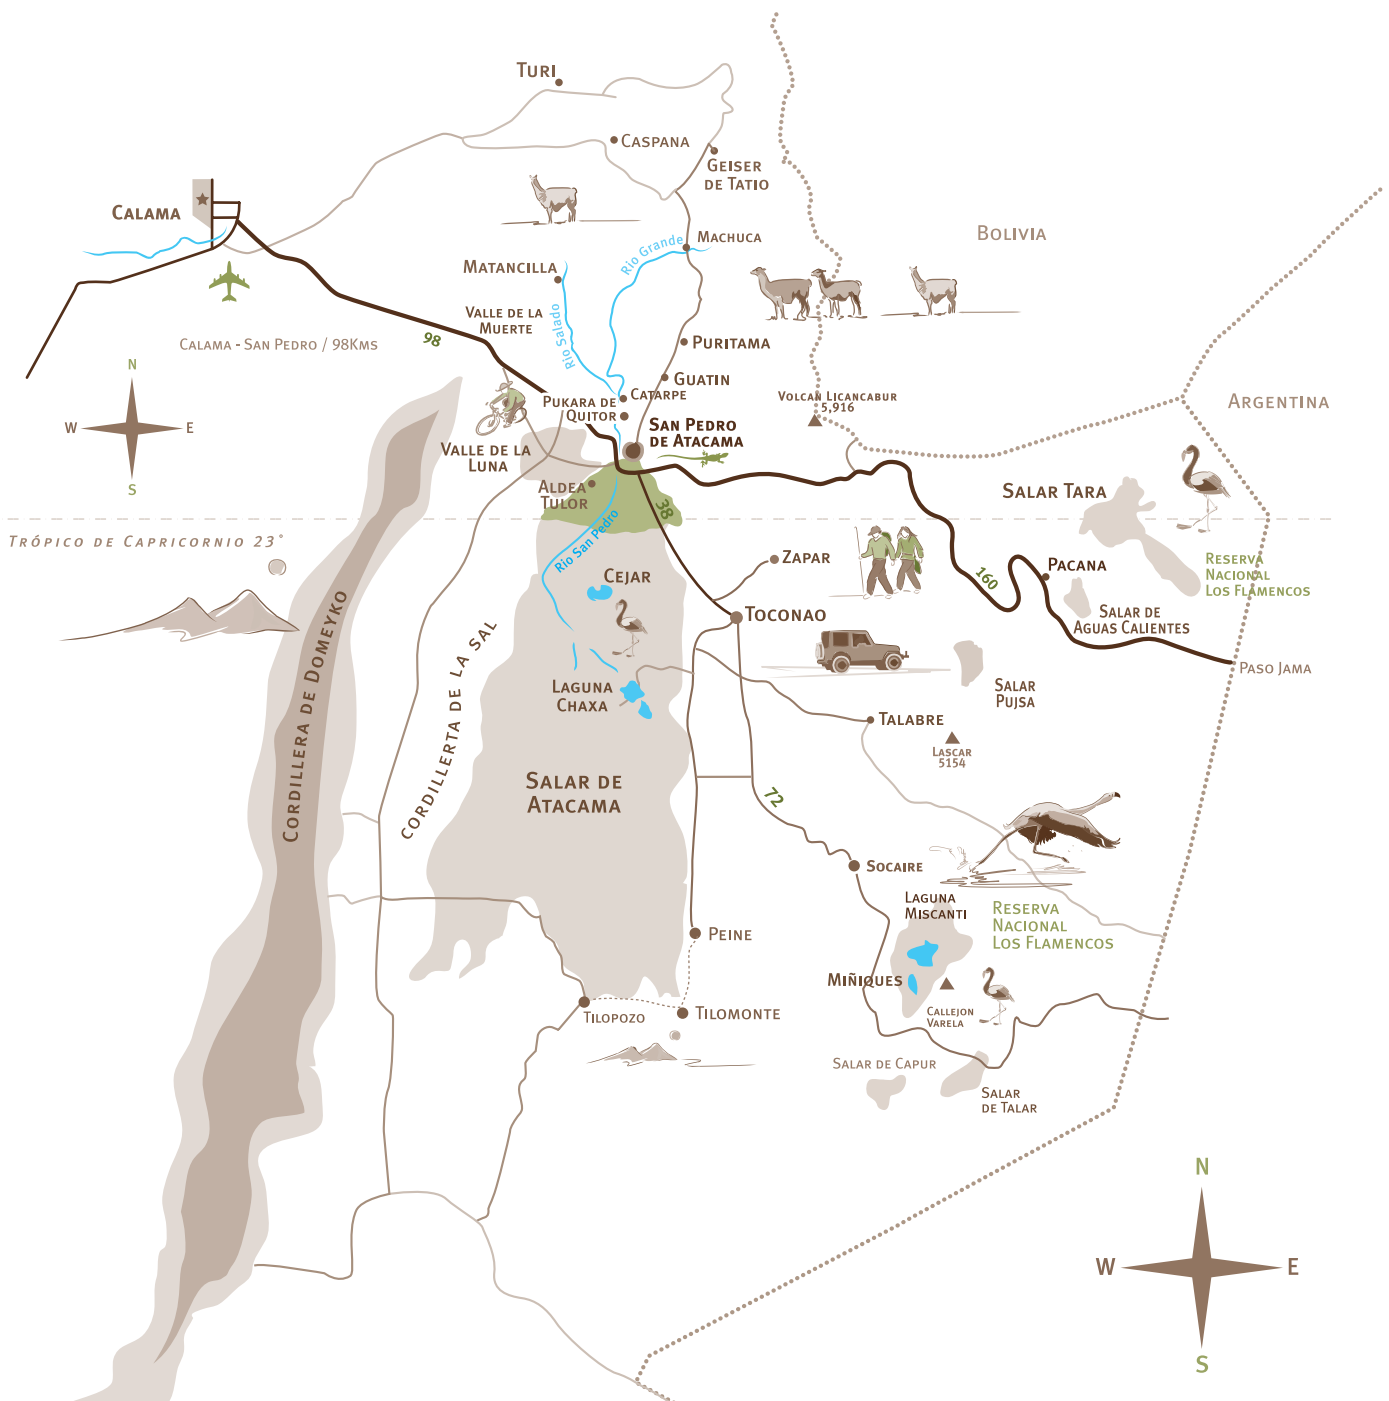 Turi
Caspana
Geiser
de Tatio
Calama
Machuca
Rio Grande
Bolivia
Matancilla
Valle de la
Muerte
Rio Salado
98
Calama - San Pedro / 98Kms
Puritama
Guatin
Catarpe
Volcan Licancabur
5,916
Argentina
N
W
E
S
Pukara de
Quitor
San Pedro
de Atacama
Valle de la
Luna
Aldea
Tulor
38
Salar Tara
Trópico de Capricornio 23°
Rio San Pedro
Zapar
Cejar
160
Pacana
Reserva
Nacional
Los Flamencos
Salar de
Aguas Calientes
Toconao
Paso Jama
Cordillera de Domeyko
Cordillerta de la Sal
Laguna
Chaxa
Salar
Pujsa
Talabre
Lascar
5154
Salar de
Atacama
72
Socaire
Laguna
Miscanti
Reserva
Nacional
Los Flamencos
Peine
Miñiques
Callejon
Varela
Tilopozo
Tilomonte
Salar de Capur
Salar
de Talar
N
W
E
S